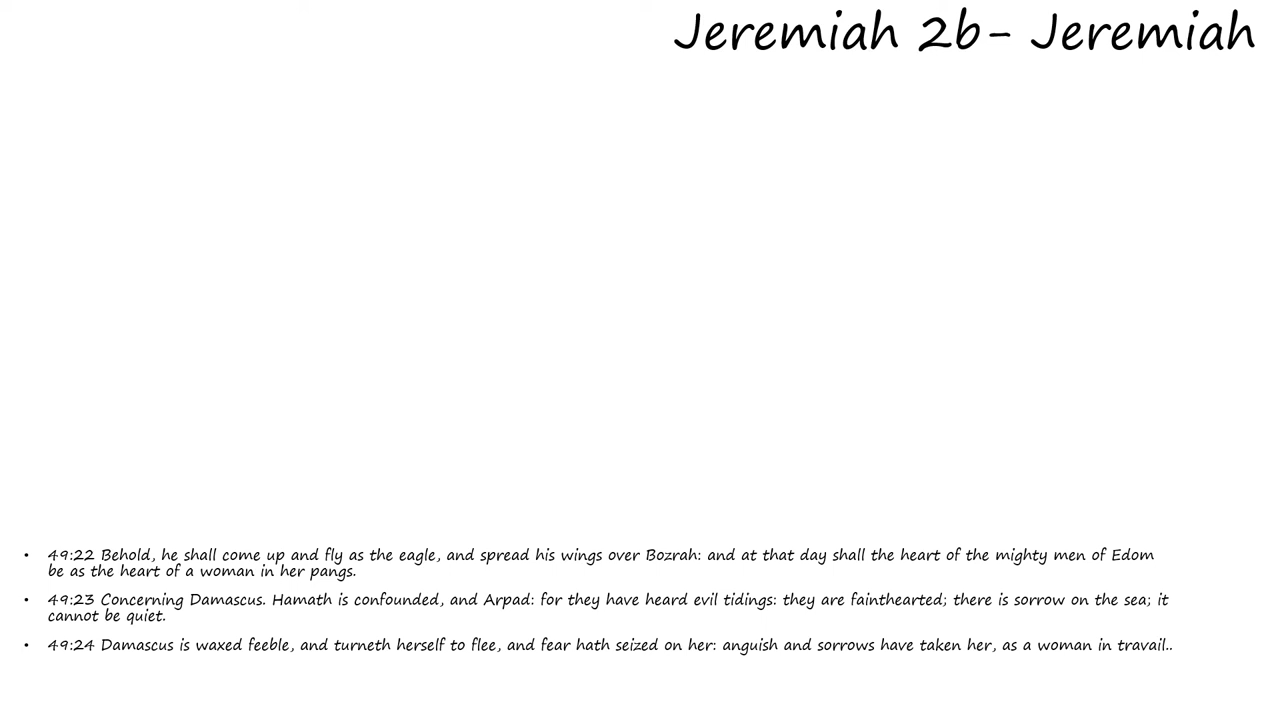 Jeremiah 2b- Jeremiah
• 49:22 Behold, he shall come up and fly as the eagle, and spread his wings over Bozrah: and at that day shall the heart of the mighty men of Edom
be as the heart of a woman in her pangs.
• 49:23 Concerning Damascus. Hamath is confounded, and Arpad: for they have heard evil tidings: they are fainthearted; there is sorrow on the sea; it
cannot be quiet.
• 49:24 Damascus is waxed feeble, and turneth herself to flee, and fear hath seized on her: anguish and sorrows have taken her, as a woman in travail..